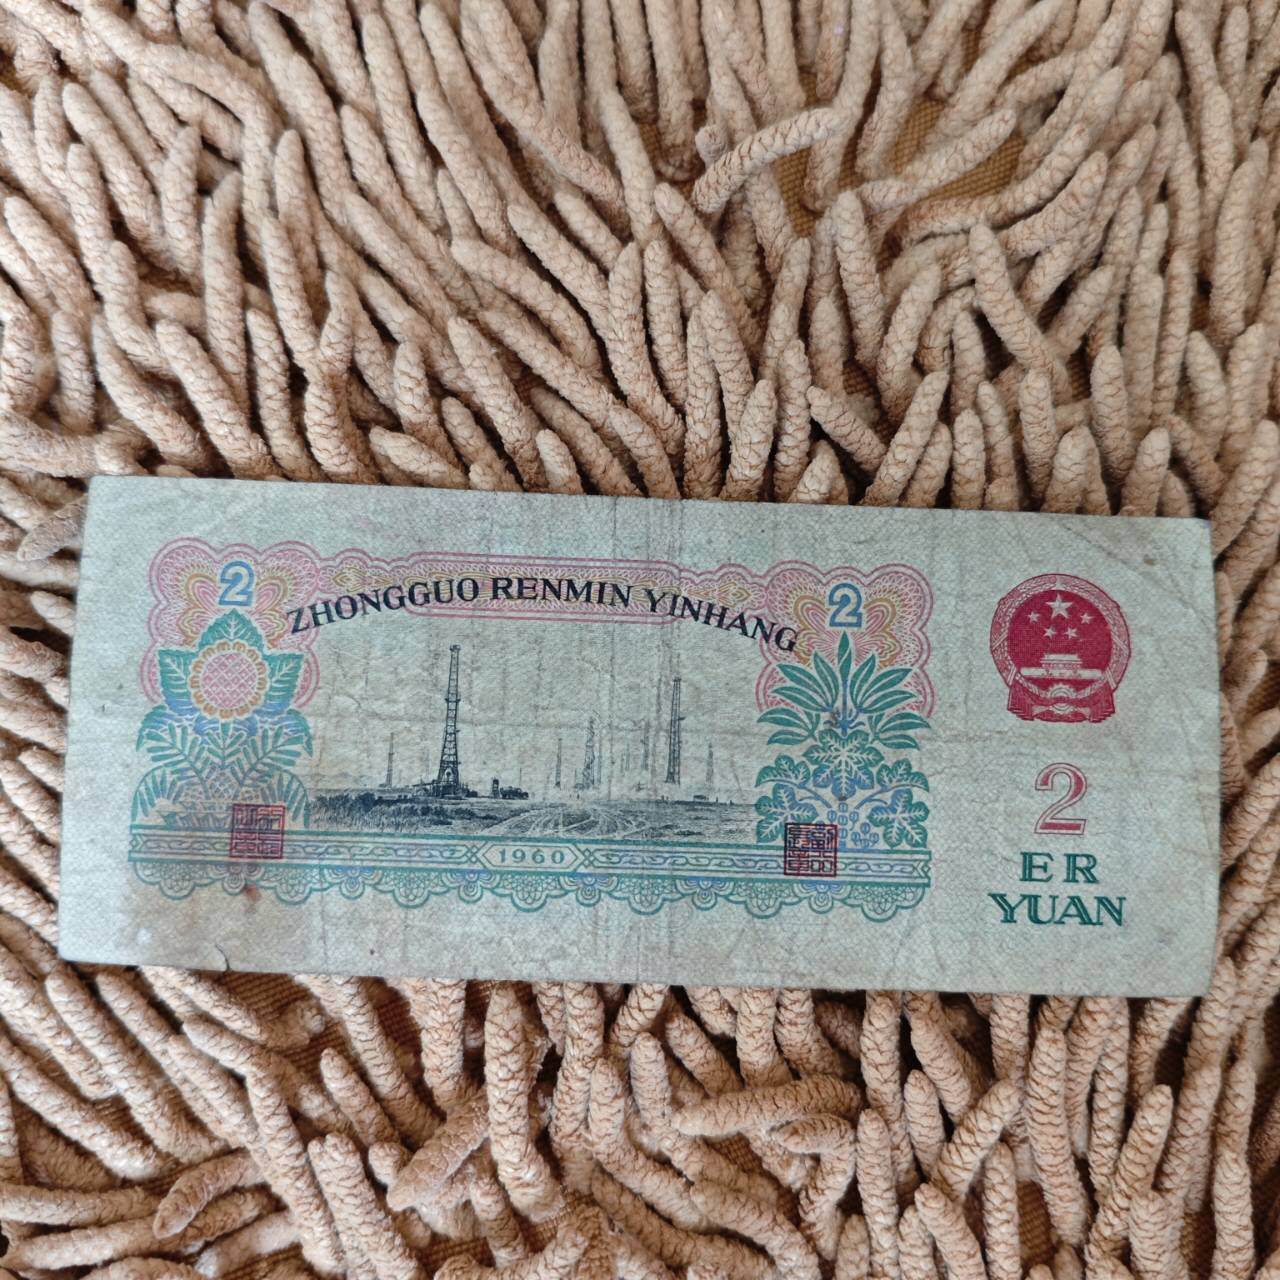 2
2
ZHONGGUO RENMIN YINHANG
1960
2
ER
YUAN